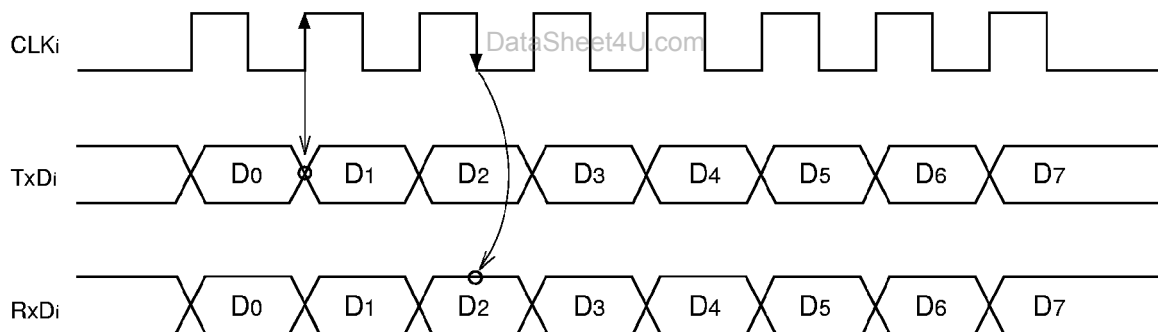 CLKi
DataSheet4U.com
TxDi D0 D1 D2 D3 D4 D5 D6 D7
RxDi D0 D1 D2 D3 D4 D5 D6 D7